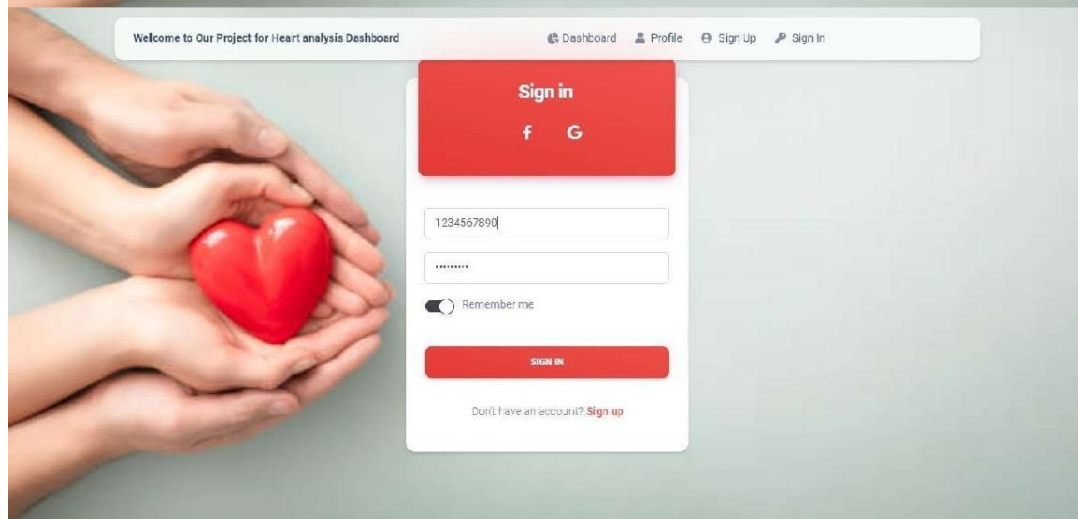 Welcome to Our Project for Heart analysis Dashboard Dashboard Profile Sign Up Sign In
Sign in
f G
1234567890
•••••••••
Remember me
SIGN IN
Don't have an account? Sign up